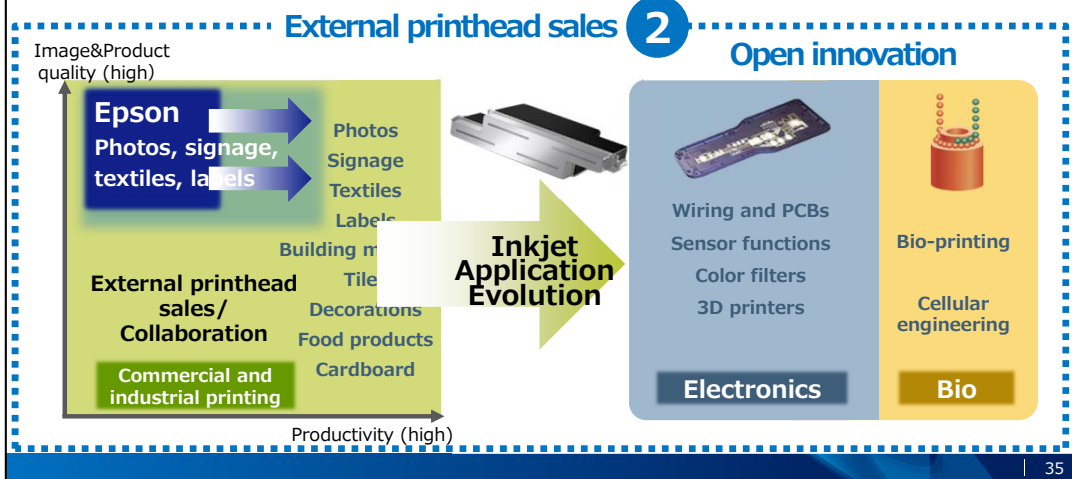 External printhead sales
2
Open innovation
Image&Product
quality (high)
Epson
Photos, signage,
textiles, labels
Photos
Signage
Textiles
Labels
Building m
Tile
Decorations
Food products
Cardboard
External printhead
sales/
Collaboration
Commercial and
industrial printing
Productivity (high)
Inkjet
Application
Evolution
Wiring and PCBs
Sensor functions
Color filters
3D printers
Electronics
Bio-printing
Cellular
engineering
Bio
35